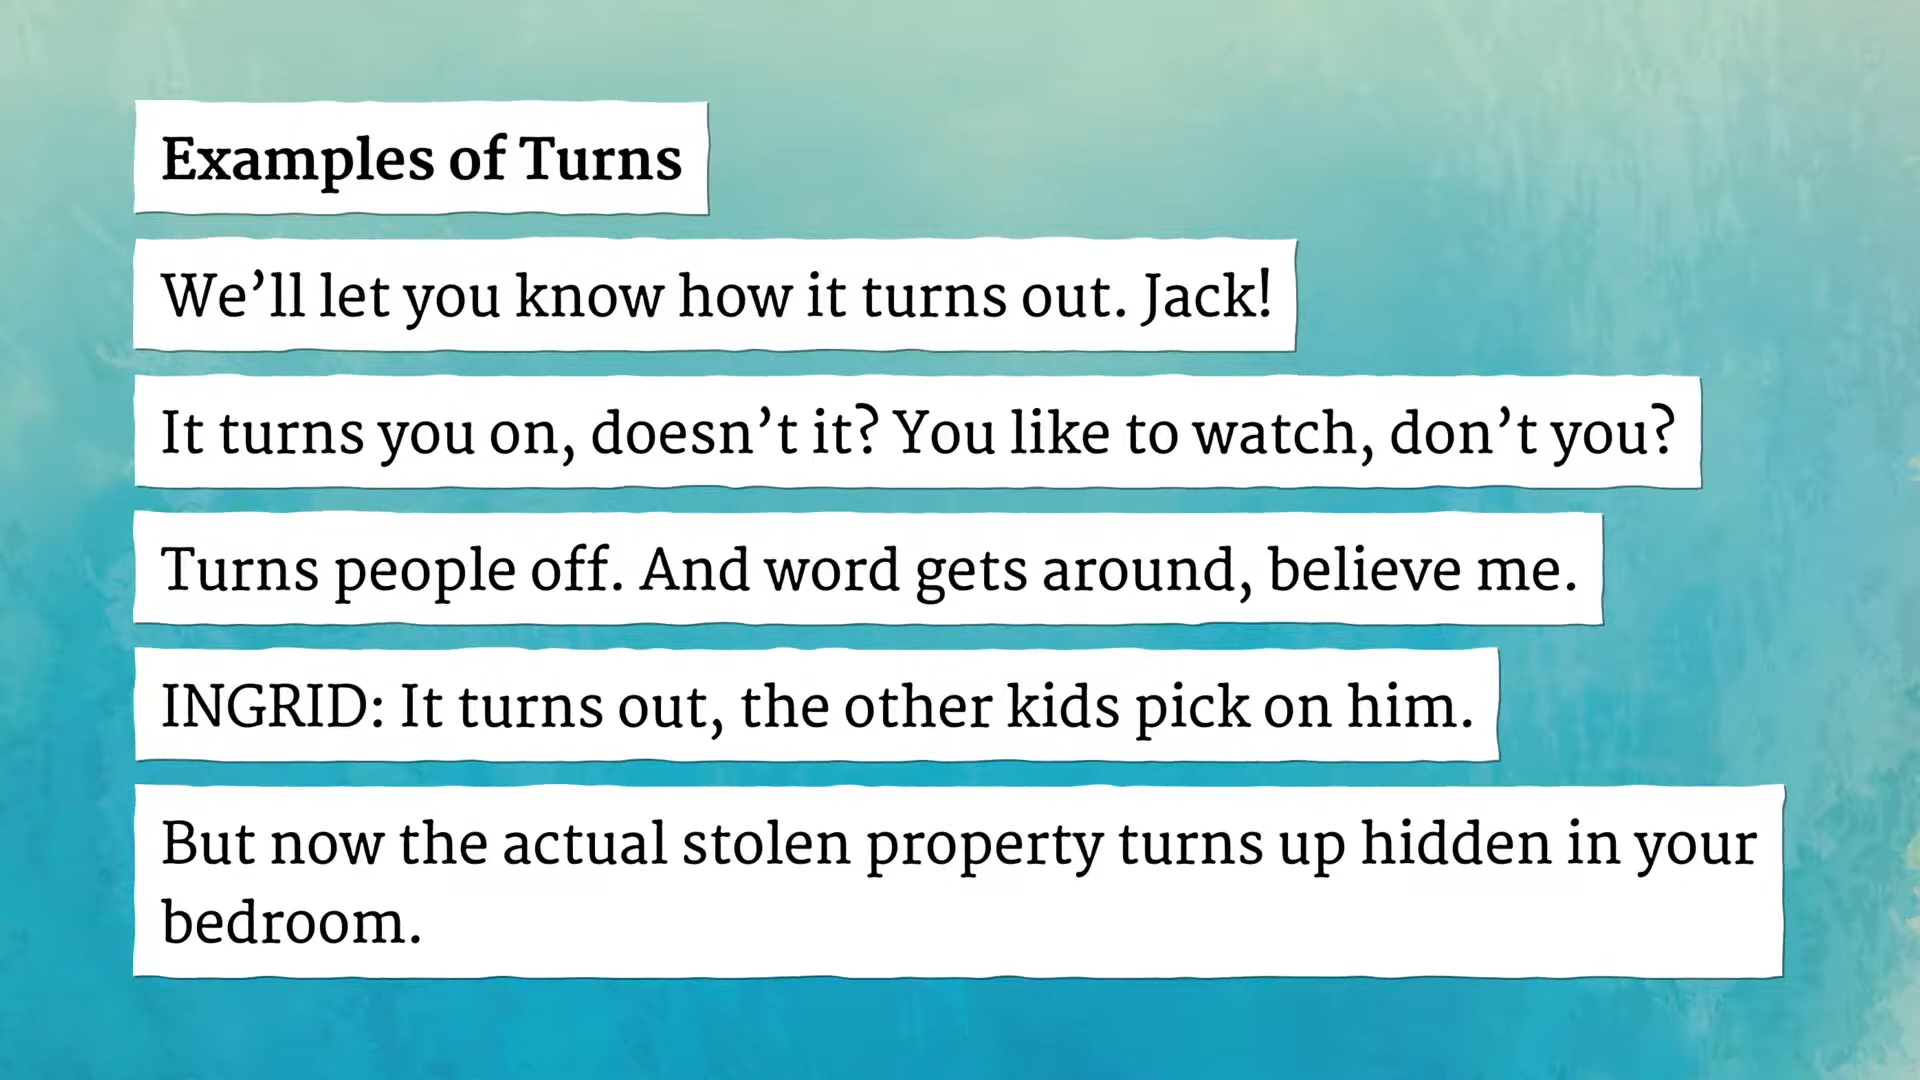 Examples of Turns
We’ll let you know how it turns out. Jack!
It turns you on, doesn’t it? You like to watch, don’t you?
Turns people off. And word gets around, believe me.
INGRID: It turns out, the other kids pick on him.
But now the actual stolen property turns up hidden in your
bedroom.